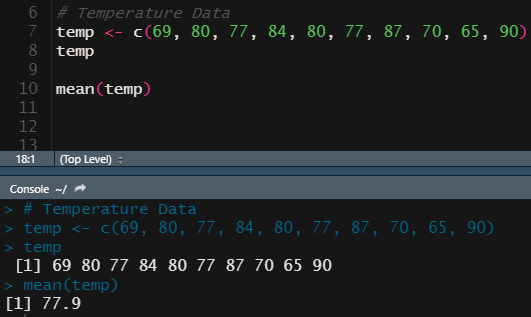 6 # Temperature Data
7 temp <- c(69, 80, 77, 84, 80, 77, 87, 70, 65, 90)
8 temp
9
10 mean(temp)
11
12
13
18:1 (Top Level)
Console ~/
> # Temperature Data
> temp <- c(69, 80, 77, 84, 80, 77, 87, 70, 65, 90)
> temp
[1] 69 80 77 84 80 77 87 70 65 90
> mean(temp)
[1] 77.9